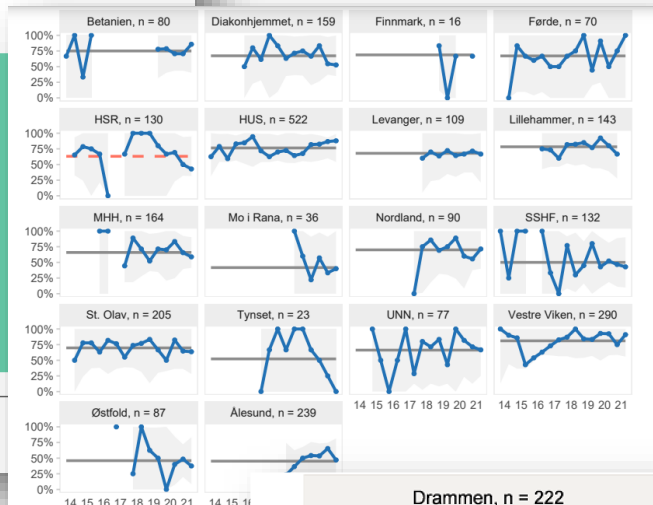 Betanien, n = 80
Diakonhjemmet, n = 159
Finnmark, n = 16
Førde, n = 70
100%
75%
50%
25%
0%
HSR, n = 130
HUS, n = 522
Levanger, n = 109
Lillehammer, n = 143
100%
75%
50%
25%
0%
MHH, n = 164
Mo i Rana, n = 36
Nordland, n = 90
SSHF, n = 132
100%
75%
50%
25%
0%
St. Olav, n = 205
Tynset, n = 23
UNN, n = 77
Vestre Viken, n = 290
100%
75%
50%
25%
0%
14 15 16 17 18 19 20 21
14 15 16 17 18 19 20 21
Østfold, n = 87
Ålesund, n = 239
100%
75%
50%
25%
0%
14 15 16 17 18 19 20 21
14 15
Drammen, n = 222